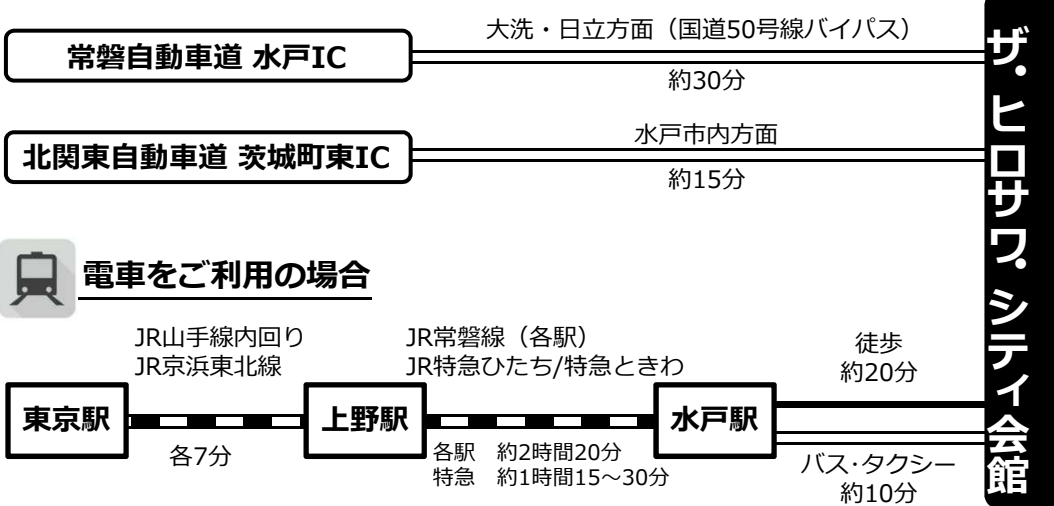 大洗・日立方面（国道50号線バイパス）
常磐自動車道 水戸IC
約30分
水戸市内方面
北関東自動車道 茨城町東IC
約15分
電車をご利用の場合
JR山手線内回り
JR京浜東北線
JR常磐線（各駅）
JR特急ひたち/特急ときわ
徒歩
約20分
東京駅
上野駅
水戸駅
各7分
各駅　約2時間20分
特急　約1時間15～30分
バス･タクシー
約10分
ザ・ヒロサワ・シティ会館